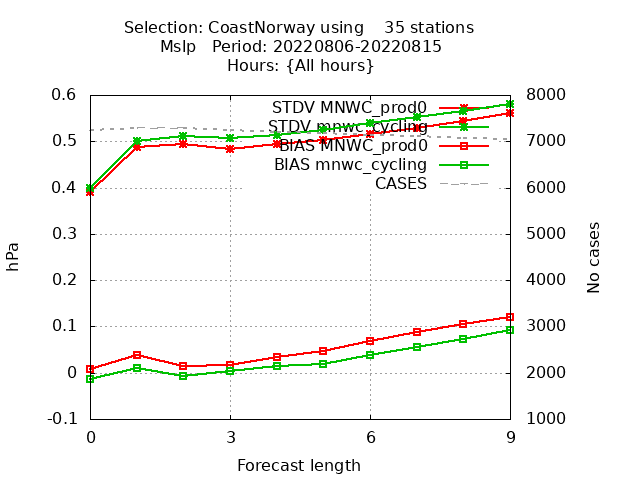 Selection: CoastNorway using    35 stations
Mslp   Period: 20220806-20220815
Hours: {All hours}
0.6
0.5
0.4
0.3
0.2
0.1
0
-0.1
8000
7000
6000
5000
4000
3000
2000
1000
STDV MNWC_prod0
STDV mnwc_cycling
BIAS MNWC_prod0
BIAS mnwc_cycling
CASES
hPa
No cases
0 3 6 9
Forecast length